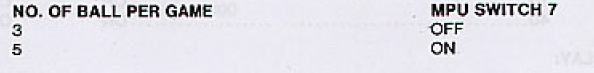 NO. OF BALL PER GAME MPU SWITCH 7
3 OFF
5 ON